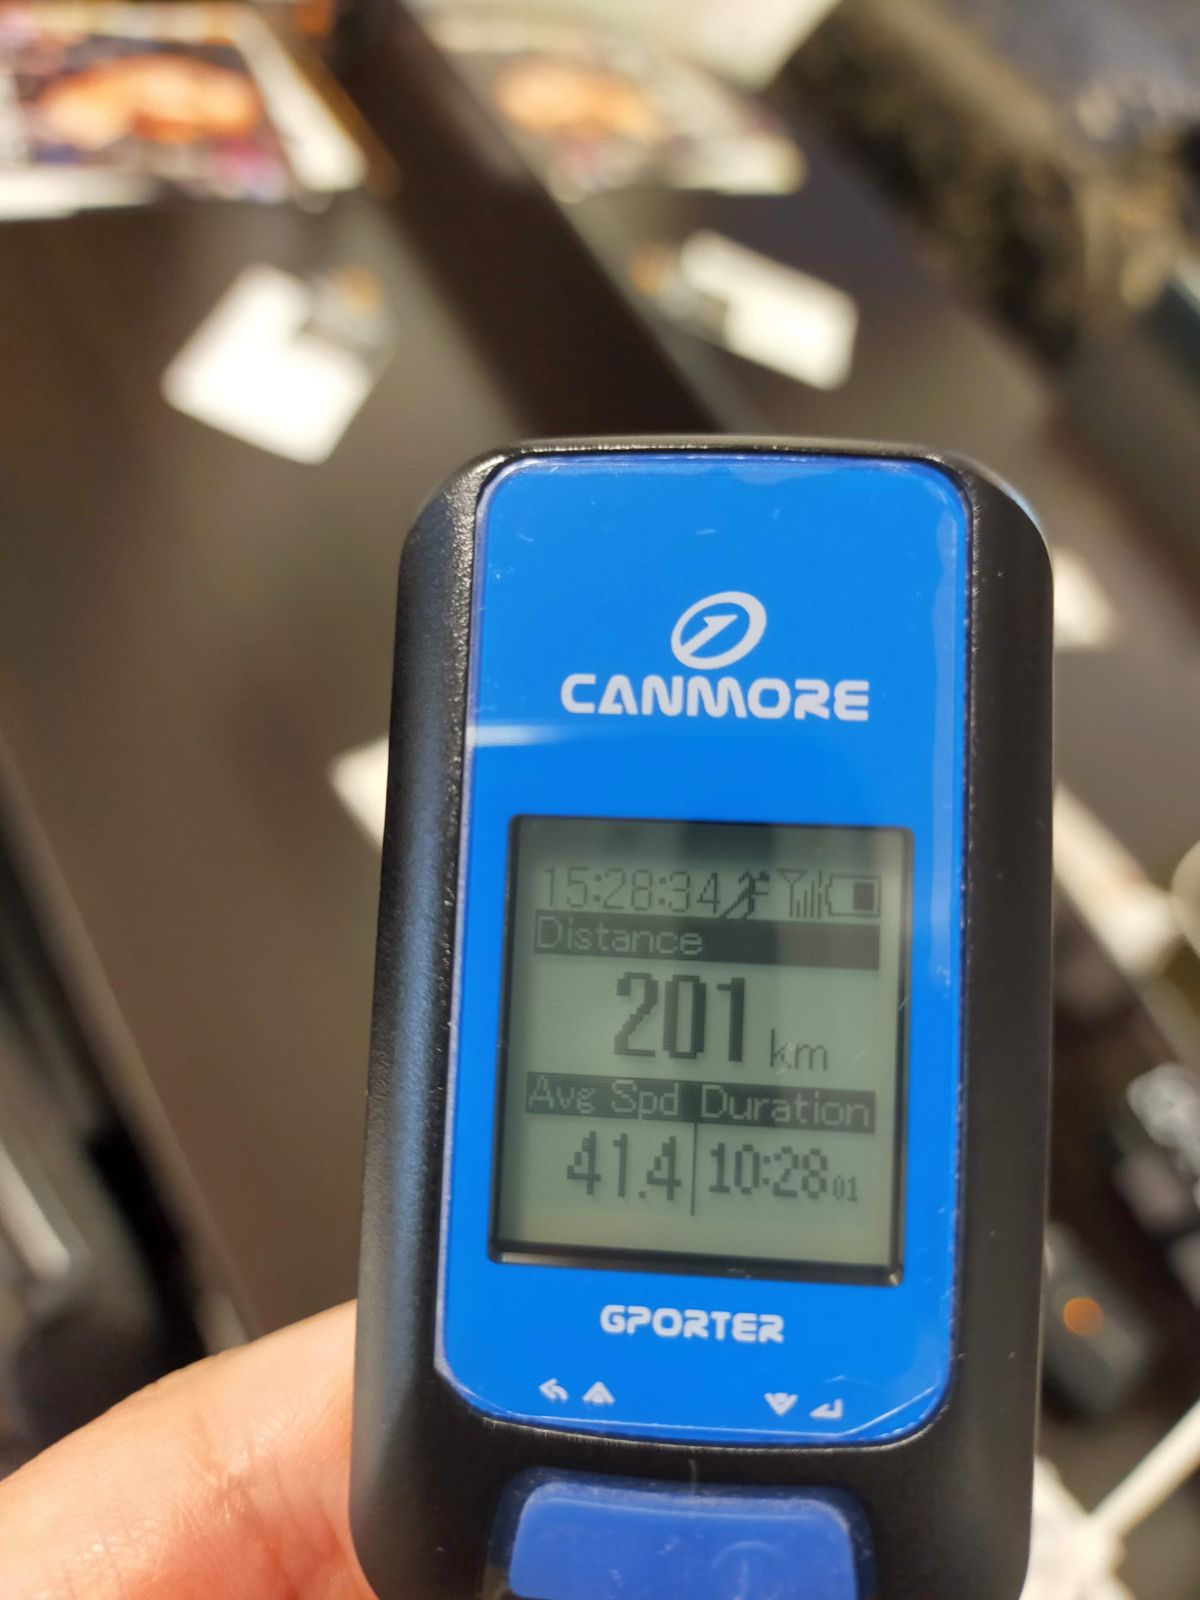 CANMORE
15:28:34
Distance
201 km
Avg Spd Duration
41.4 10:28 01
GPORTER